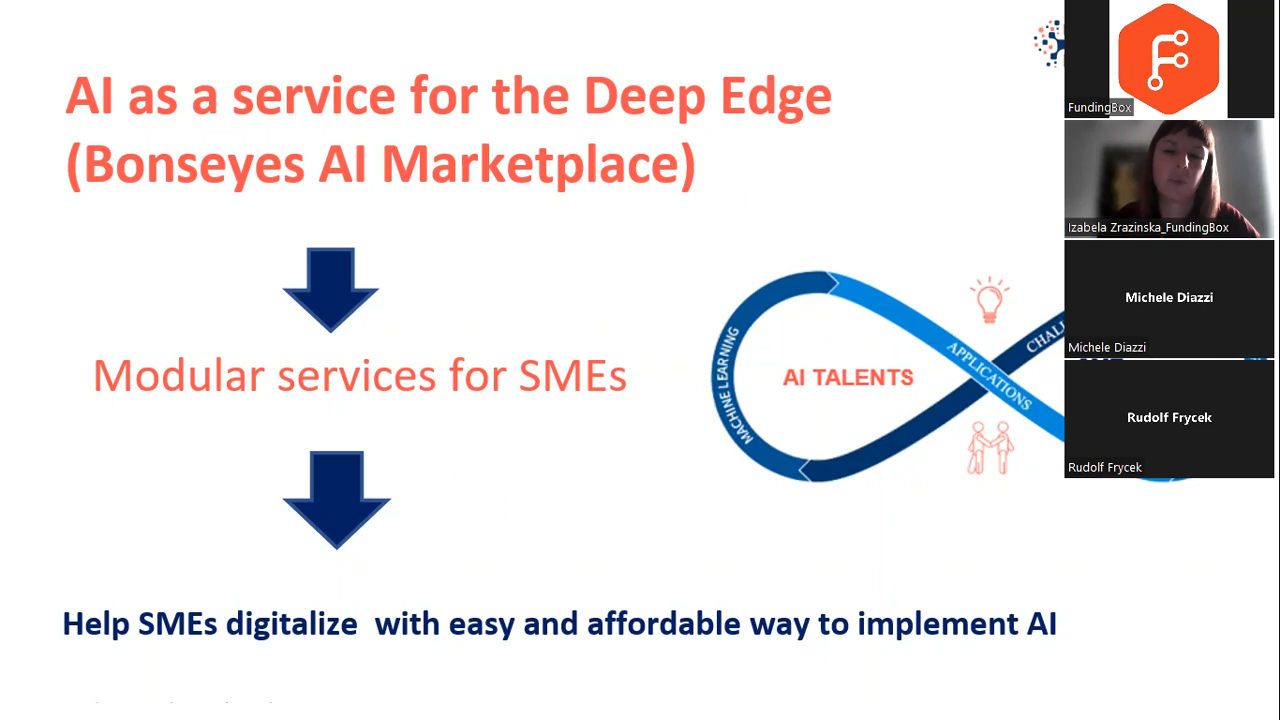 AI as a service for the Deep Edge
(Bonseyes AI Marketplace)
Modular services for SMEs
Help SMEs digitalize  with easy and affordable way to implement AI
MACHINE LEARNING
AI TALENTS
APPLICATIONS
FundingBox
Izabela Zrazinska_FundingBox
Michele Diazzi
Michele Diazzi
Rudolf Frycek
Rudolf Frycek